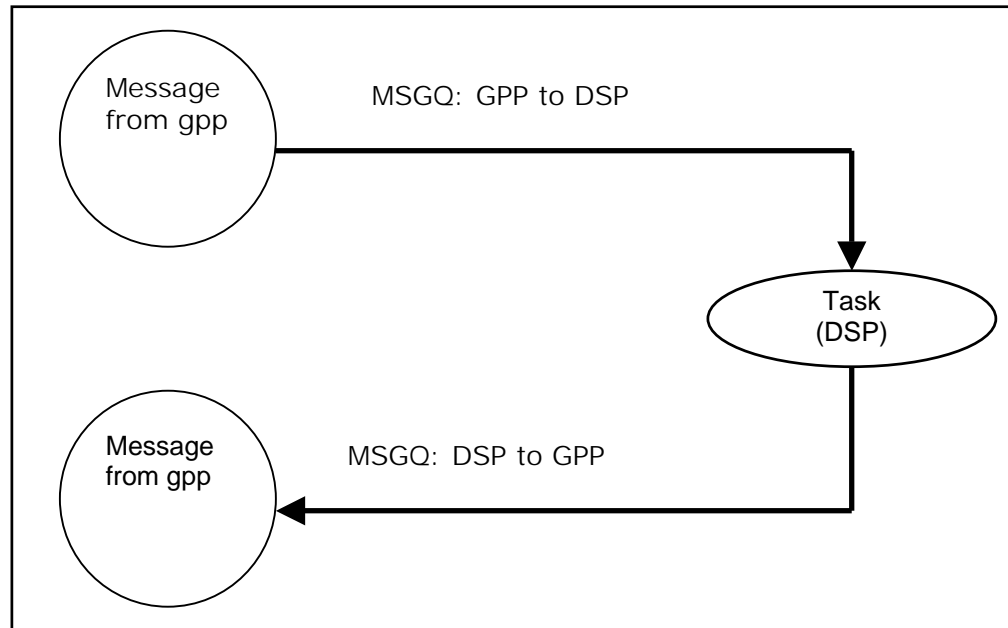 Message
from gpp
MSGQ: GPP to DSP
Task
(DSP)
Message
from gpp
MSGQ: DSP to GPP